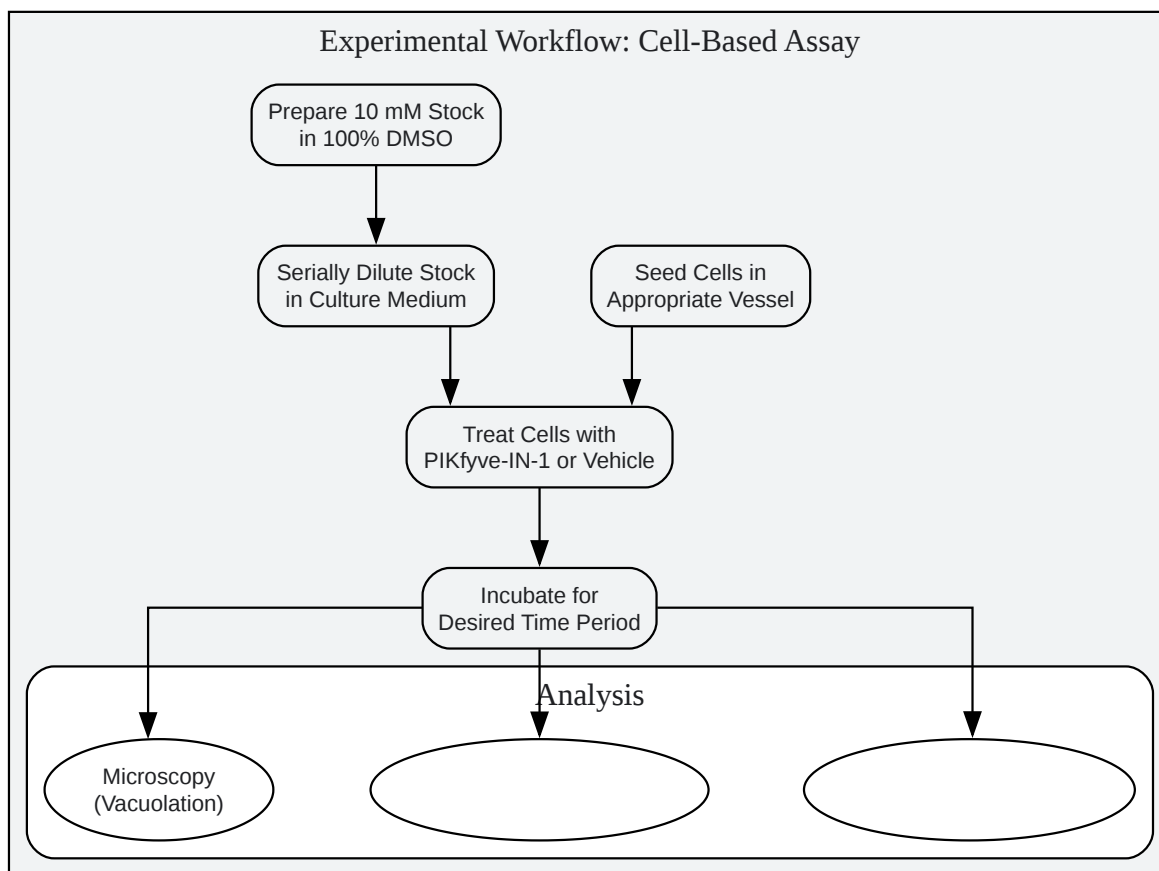 Experimental Workflow: Cell-Based Assay
Prepare 10 mM Stock
in 100% DMSO
Serially Dilute Stock
in Culture Medium
Seed Cells in
Appropriate Vessel
Treat Cells with
PIKfyve-IN-1 or Vehicle
Incubate for
Desired Time Period
Analysis
Microscopy
(Vacuolation)